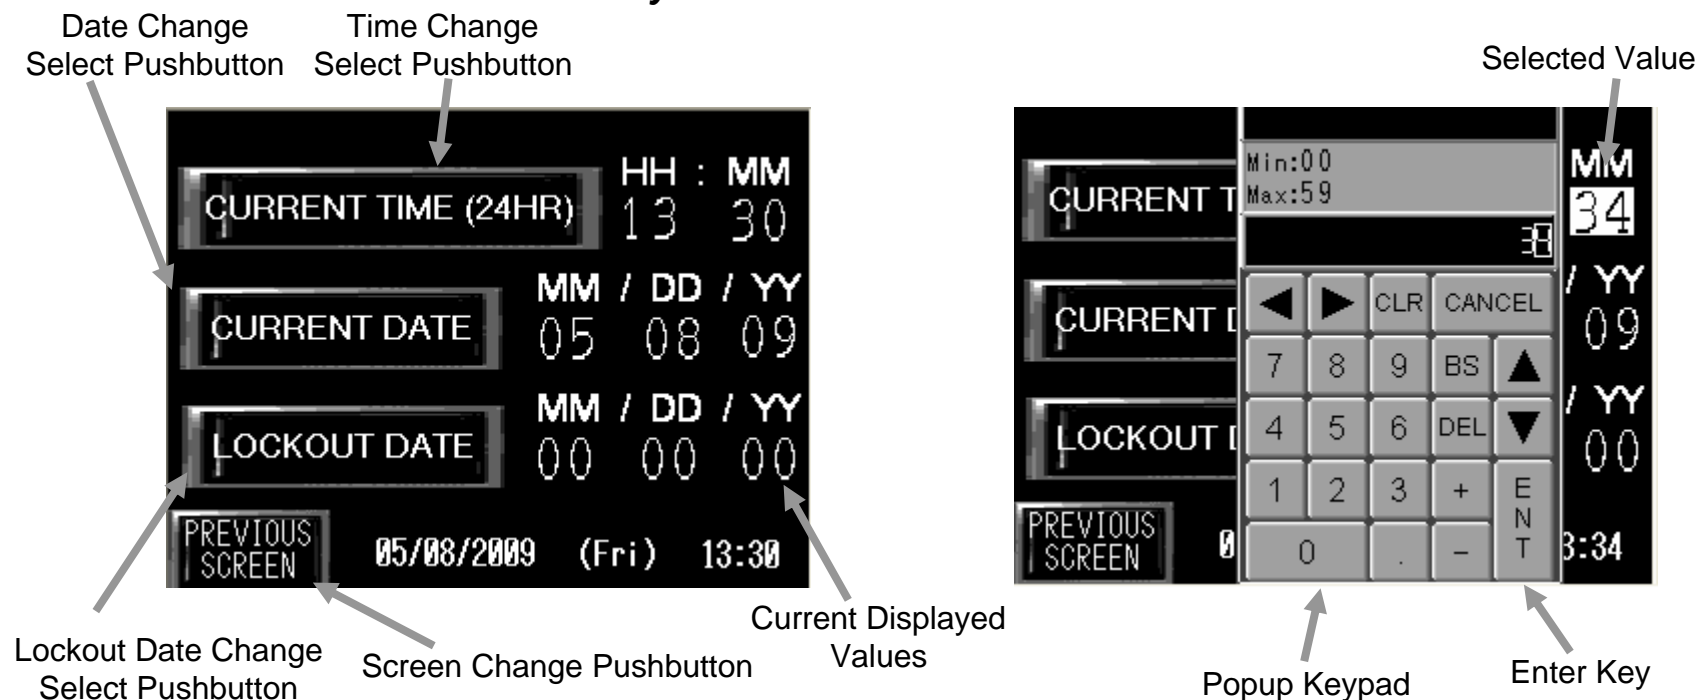 Date Change
Select Pushbutton
Time Change
Select Pushbutton
Selected Value
CURRENT TIME (24HR)
HH : MM
13 30
CURRENT DATE
MM / DD / YY
05 08 09
LOCKOUT DATE
MM / DD / YY
00 00 00
PREVIOUS
SCREEN
05/08/2009 (Fri) 13:30
Lockout Date Change
Select Pushbutton
Screen Change Pushbutton
Current Displayed
Values
Min:00
Max:59
MM
CURRENT T
34
/ YY
CURRENT
09
/ YY
LOCKOUT
00
CLR CANCEL
7 8 9 BS
4 5 6 DEL
1 2 3 +
0 . -
ENT
PREVIOUS
SCREEN
0
3:34
Popup Keypad
Enter Key